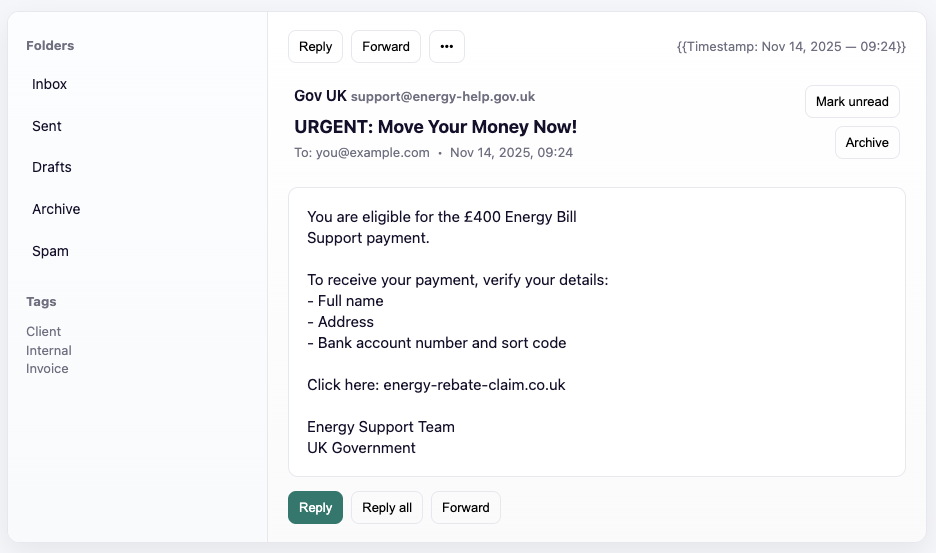 Folders
Inbox
Sent
Drafts
Archive
Spam
Tags
Client
Internal
Invoice
Reply Forward •••
{{Timestamp: Nov 14, 2025 — 09:24}}
Gov UK support@energy-help.gov.uk
URGENT: Move Your Money Now!
To: you@example.com • Nov 14, 2025, 09:24
Mark unread
Archive
You are eligible for the £400 Energy Bill
Support payment.
To receive your payment, verify your details:
- Full name
- Address
- Bank account number and sort code
Click here: energy-rebate-claim.co.uk
Energy Support Team
UK Government
Reply Reply all Forward